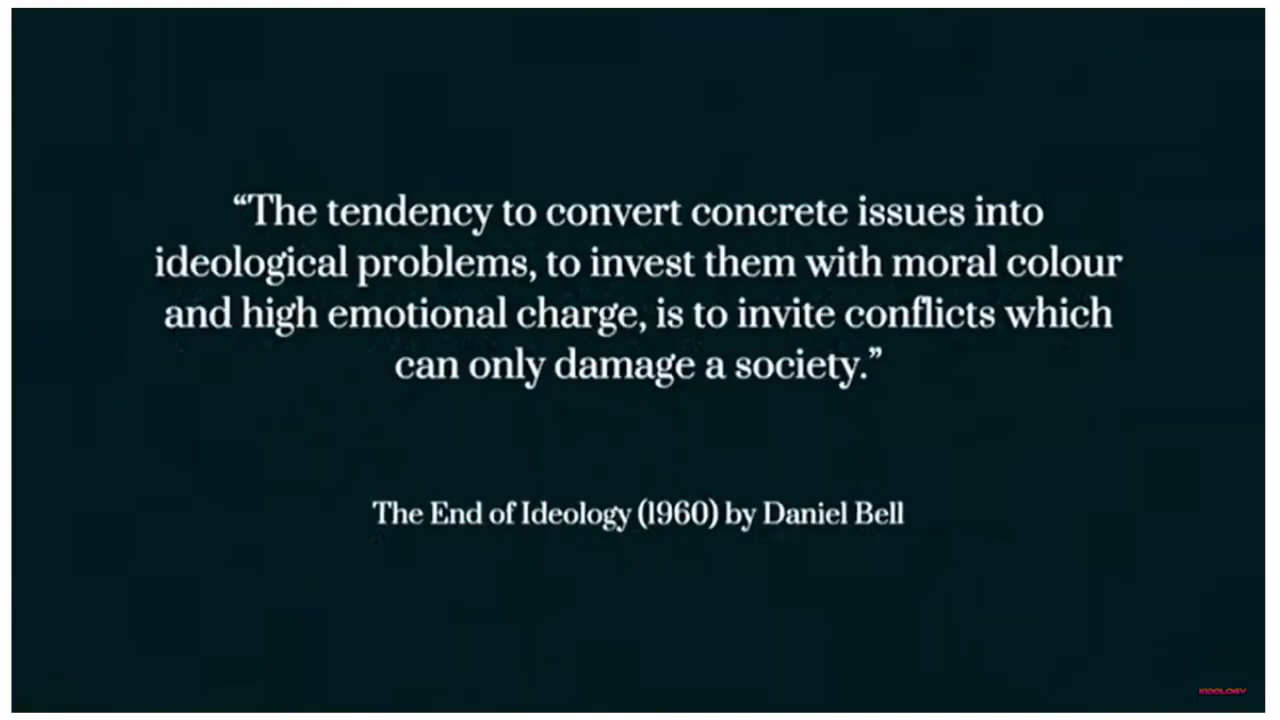 “The tendency to convert concrete issues into
ideological problems, to invest them with moral colour
and high emotional charge, is to invite conflicts which
can only damage a society.”
The End of Ideology (1960) by Daniel Bell
KIDOLOGY